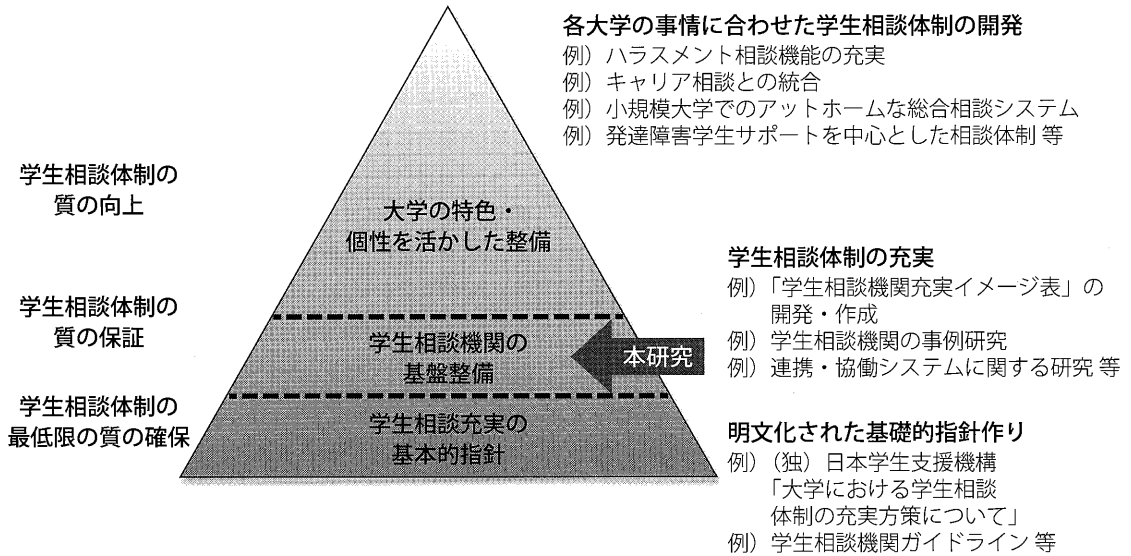 各大学の事情に合わせた学生相談体制の開発
例）ハラスメント相談機能の充実
例）キャリア相談との統合
例）小規模大学でのアットホームな総合相談システム
例）発達障害学生サポートを中心とした相談体制 等
学生相談体制の
質の向上
大学の特色・
個性を活かした整備
学生相談体制の充実
例）「学生相談機関充実イメージ表」の
開発・作成
例）学生相談機関の事例研究
例）連携・協働システムに関する研究 等
学生相談体制の
質の保証
学生相談機関の
基盤整備
本研究
学生相談体制の
最低限の質の確保
学生相談充実の
基本的指針
明文化された基礎的指針作り
例）（独）日本学生支援機構
「大学における学生相談
体制の充実方策について」
例）学生相談機関ガイドライン 等